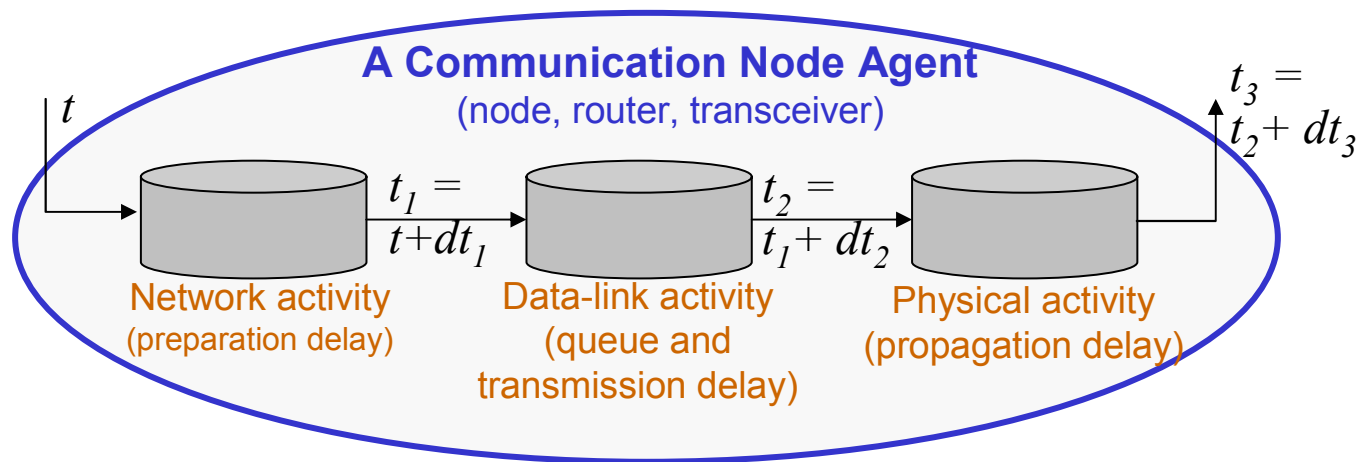 A Communication Node Agent
(node, router, transceiver)
t
t₁ =
t+dt₁
t₂ =
t₁+ dt₂
t₃ =
t₂+ dt₃
Network activity
(preparation delay)
Data-link activity
(queue and
transmission delay)
Physical activity
(propagation delay)